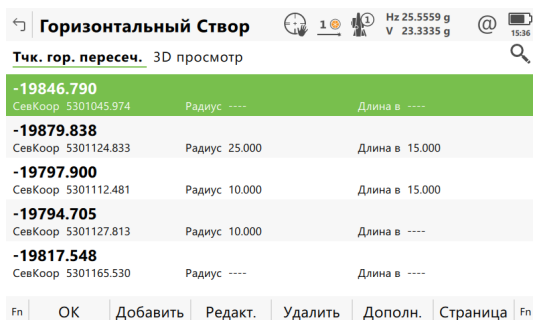 Горизонтальный Створ 1 1 Hz 25.5559 g
V 23.3335 g @ 15:36
Тчк. гор. пересеч. 3D просмотр
-19846.790
СевКоор 5301045.974 Радиус ---- Длина в ----
-19879.838
СевКоор 5301124.833 Радиус 25.000 Длина в 15.000
-19797.900
СевКоор 5301112.481 Радиус 10.000 Длина в 15.000
-19794.705
СевКоор 5301127.813 Радиус 10.000 Длина в ----
-19817.548
СевКоор 5301165.530 Радиус ---- Длина в ----
Fn OK Добавить Редакт. Удалить Дополн. Страница Fn